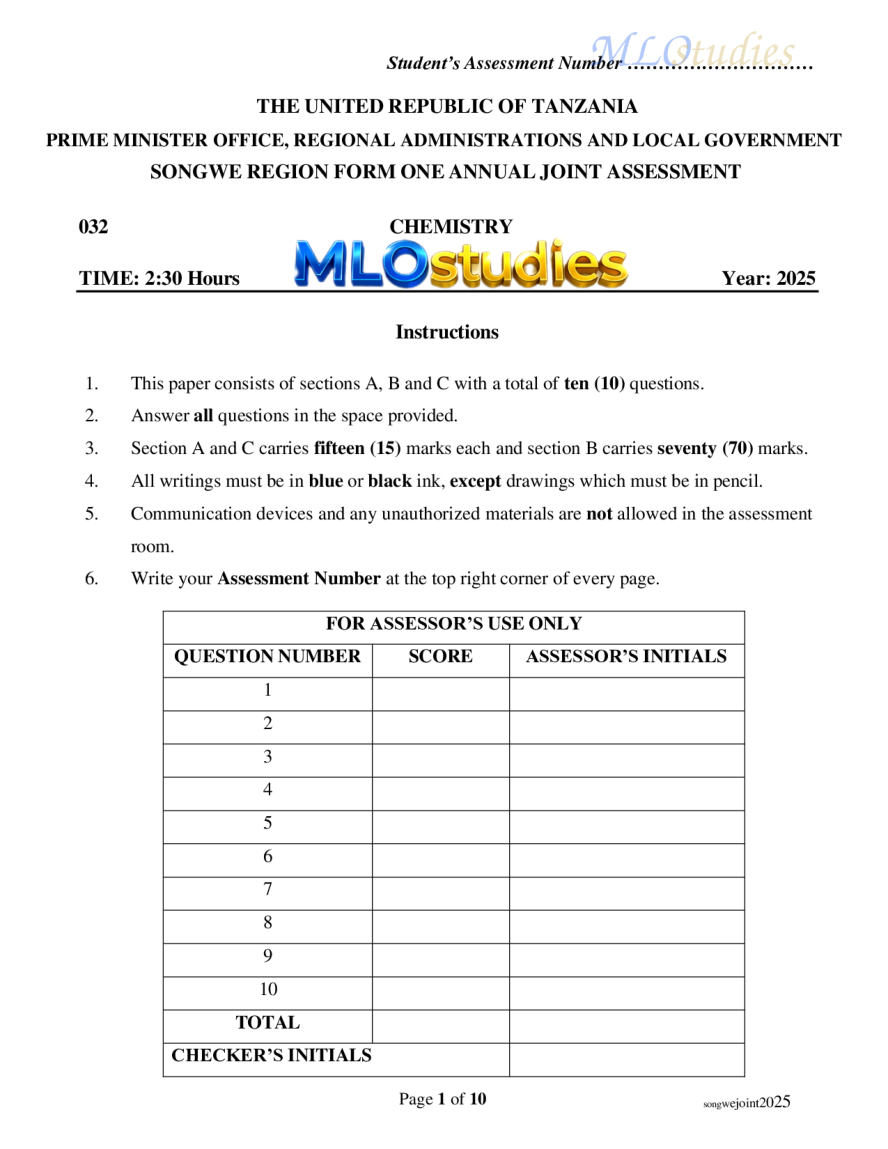 MLOstudies
Student's Assessment Number ……………………………
THE UNITED REPUBLIC OF TANZANIA
PRIME MINISTER OFFICE, REGIONAL ADMINISTRATIONS AND LOCAL GOVERNMENT
SONGWE REGION FORM ONE ANNUAL JOINT ASSESSMENT
032 CHEMISTRY
MLOstudies
TIME: 2:30 Hours Year: 2025
Instructions
1. This paper consists of sections A, B and C with a total of ten (10) questions.
2. Answer all questions in the space provided.
3. Section A and C carries fifteen (15) marks each and section B carries seventy (70) marks.
4. All writings must be in blue or black ink, except drawings which must be in pencil.
5. Communication devices and any unauthorized materials are not allowed in the assessment
room.
6. Write your Assessment Number at the top right corner of every page.
FOR ASSESSOR'S USE ONLY
QUESTION NUMBER SCORE ASSESSOR'S INITIALS
1
2
3
4
5
6
7
8
9
10
TOTAL
CHECKER'S INITIALS
Page 1 of 10 songwejoint2025